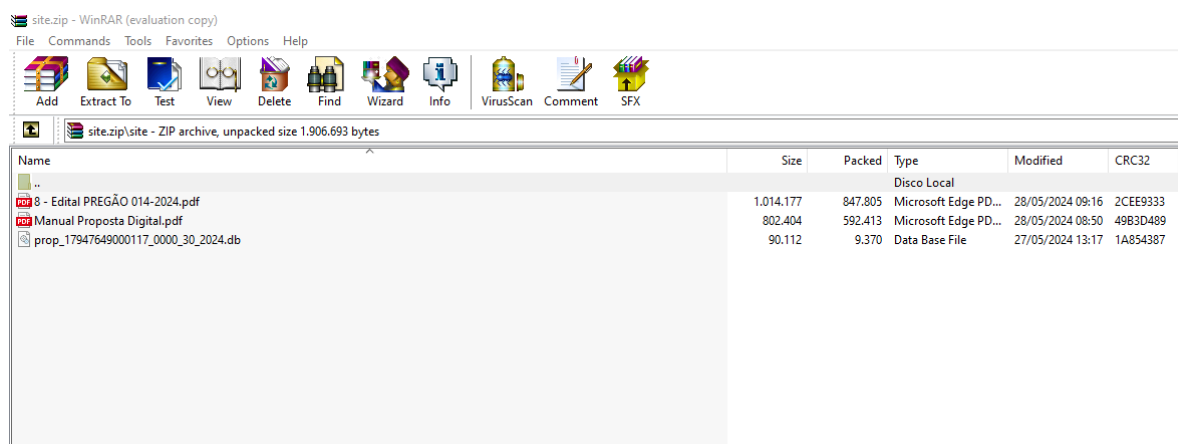 site.zip - WinRAR (evaluation copy)
File Commands Tools Favorites Options Help
Add Extract To Test View Delete Find Wizard Info VirusScan Comment SFX
site.zip\site - ZIP archive, unpacked size 1.906.693 bytes
Name Size Packed Type Modified CRC32
.. Disco Local
8 - Edital PREGÃO 014-2024.pdf 1.014.177 847.805 Microsoft Edge PD... 28/05/2024 09:16 2CEE9333
Manual Proposta Digital.pdf 802.404 592.413 Microsoft Edge PD... 28/05/2024 08:50 49B3D489
prop_17947649000117_0000_30_2024.db 90.112 9.370 Data Base File 27/05/2024 13:17 1A854387